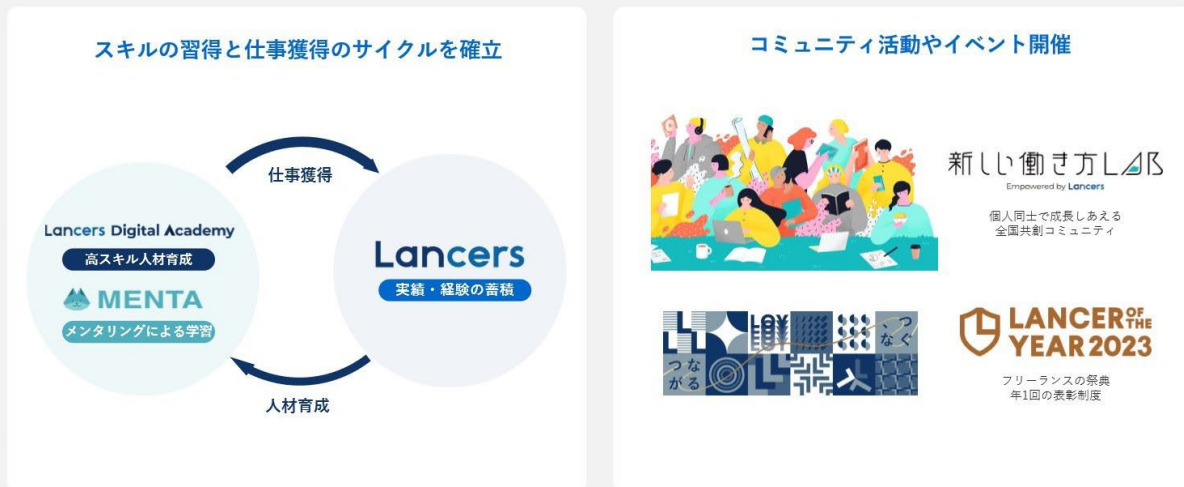 スキルの習得と仕事獲得のサイクルを確立
仕事獲得
Lancers Digital Academy
高スキル人材育成
MENTA
メンタリングによる学習
Lancers
実績・経験の蓄積
人材育成
コミュニティ活動やイベント開催
新しい働き方LAB
Empowered by Lancers
個人同士で成長しあえる
全国共創コミュニティ
LOY
つなぐ
つながる
LANCER OF THE
YEAR 2023
フリーランスの祭典
年1回の表彰制度